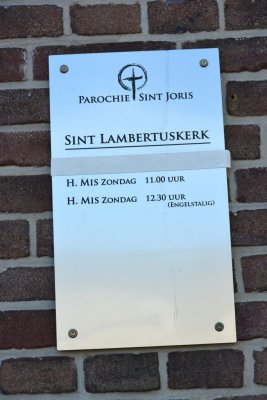 Parochie Sint Joris
Sint Lambertuskerk
H. Mis zondag 11.00 uur
H. Mis zondag 12.30 uur
(Engelstalig)